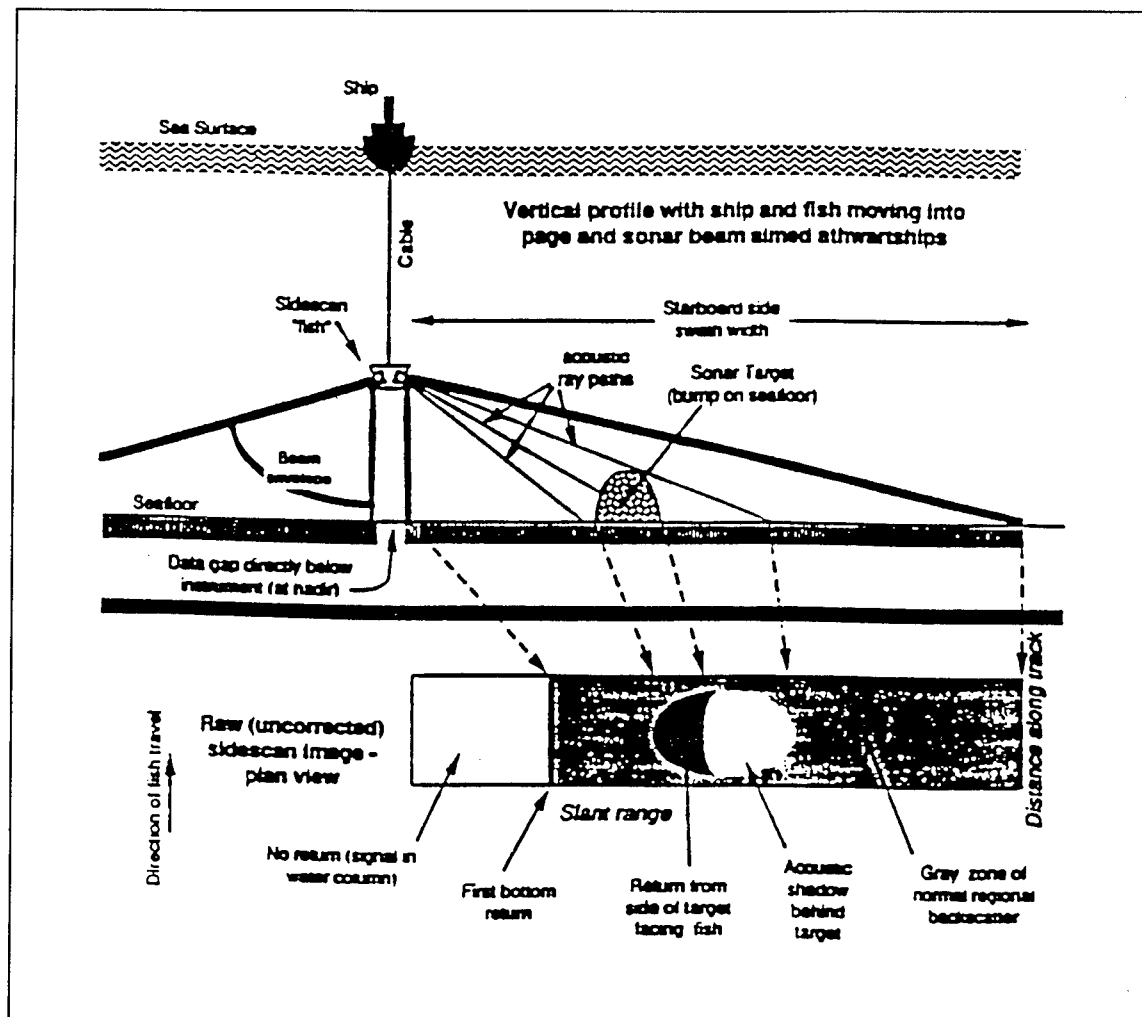 Ship
Sea Surface
Vertical profile with ship and fish moving into
page and sonar beam aimed athwartships
Cable
Sidescan
"fish"
Starboard side
swath width
acoustic
ray paths
Sonar Target
(bump on seafloor)
Beam
envelope
Seafloor
Data gap directly below
instrument (at nadir)
Raw (uncorrected)
sidescan image -
plan view
Direction of fish travel
Distance along track
Slant range
No return (signal in
water column)
First bottom
return
Return from
side of target
facing fish
Acoustic
shadow
behind
target
Gray zone of
normal regional
backscatter